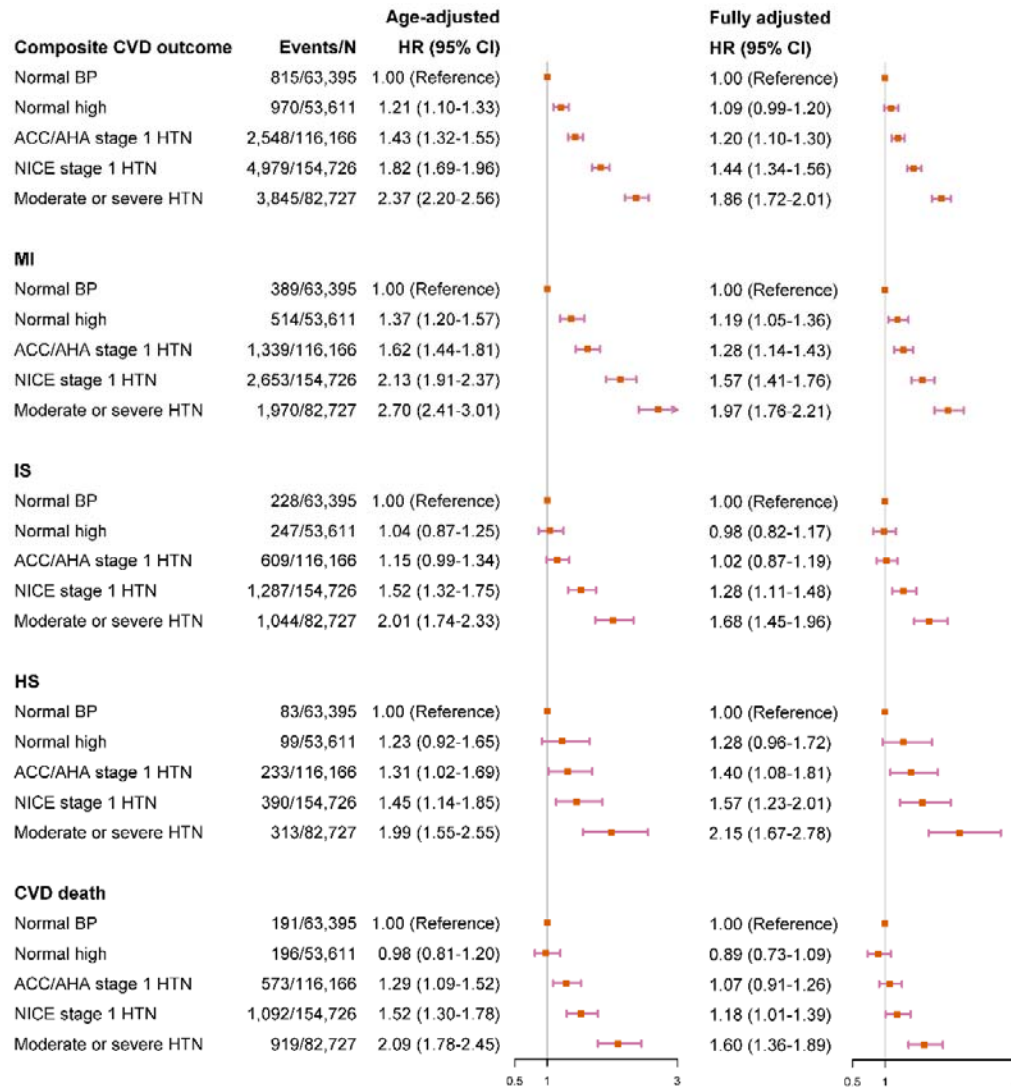 Age-adjusted Fully adjusted
Composite CVD outcome Events/N HR (95% CI) HR (95% CI)
Normal BP 815/63,395 1.00 (Reference) 1.00 (Reference)
Normal high 970/53,611 1.21 (1.10-1.33) 1.09 (0.99-1.20)
ACC/AHA stage 1 HTN 2,548/116,166 1.43 (1.32-1.55) 1.20 (1.10-1.30)
NICE stage 1 HTN 4,979/154,726 1.82 (1.69-1.96) 1.44 (1.34-1.56)
Moderate or severe HTN 3,845/82,727 2.37 (2.20-2.56) 1.86 (1.72-2.01)
MI
Normal BP 389/63,395 1.00 (Reference) 1.00 (Reference)
Normal high 514/53,611 1.37 (1.20-1.57) 1.19 (1.05-1.36)
ACC/AHA stage 1 HTN 1,339/116,166 1.62 (1.44-1.81) 1.28 (1.14-1.43)
NICE stage 1 HTN 2,653/154,726 2.13 (1.91-2.37) 1.57 (1.41-1.76)
Moderate or severe HTN 1,970/82,727 2.70 (2.41-3.01) 1.97 (1.76-2.21)
IS
Normal BP 228/63,395 1.00 (Reference) 1.00 (Reference)
Normal high 247/53,611 1.04 (0.87-1.25) 0.98 (0.82-1.17)
ACC/AHA stage 1 HTN 609/116,166 1.15 (0.99-1.34) 1.02 (0.87-1.19)
NICE stage 1 HTN 1,287/154,726 1.52 (1.32-1.75) 1.28 (1.11-1.48)
Moderate or severe HTN 1,044/82,727 2.01 (1.74-2.33) 1.68 (1.45-1.96)
HS
Normal BP 83/63,395 1.00 (Reference) 1.00 (Reference)
Normal high 99/53,611 1.23 (0.92-1.65) 1.28 (0.96-1.72)
ACC/AHA stage 1 HTN 233/116,166 1.31 (1.02-1.69) 1.40 (1.08-1.81)
NICE stage 1 HTN 390/154,726 1.45 (1.14-1.85) 1.57 (1.23-2.01)
Moderate or severe HTN 313/82,727 1.99 (1.55-2.55) 2.15 (1.67-2.78)
CVD death
Normal BP 191/63,395 1.00 (Reference) 1.00 (Reference)
Normal high 196/53,611 0.98 (0.81-1.20) 0.89 (0.73-1.09)
ACC/AHA stage 1 HTN 573/116,166 1.29 (1.09-1.52) 1.07 (0.91-1.26)
NICE stage 1 HTN 1,092/154,726 1.52 (1.30-1.78) 1.18 (1.01-1.39)
Moderate or severe HTN 919/82,727 2.09 (1.78-2.45) 1.60 (1.36-1.89)
0.5 1 3 0.5 1